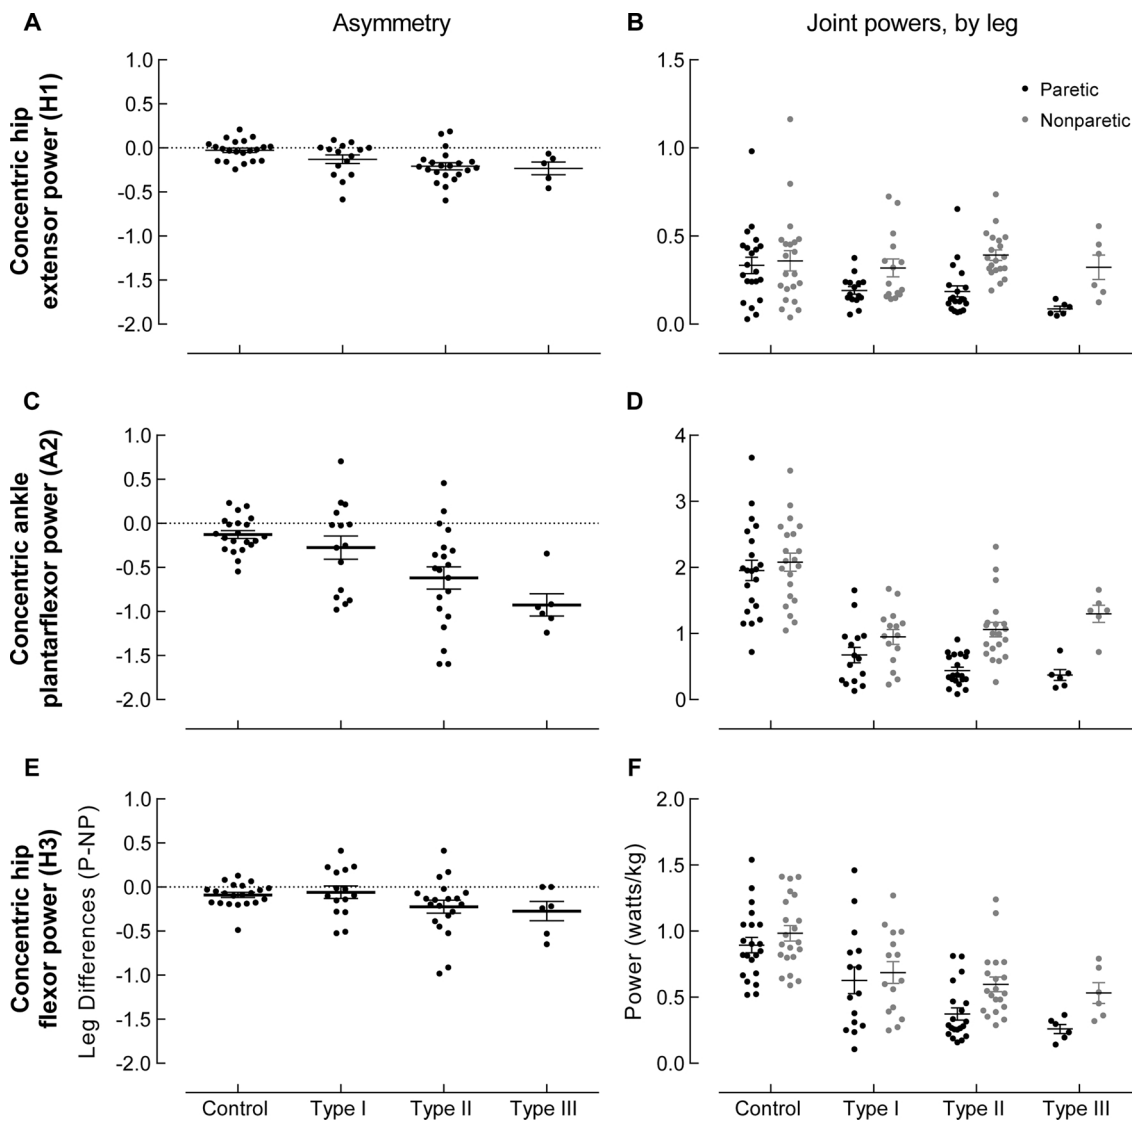 A
Asymmetry
B
Joint powers, by leg
Concentric hip
extensor power (H1)
1.0
0.5
0.0
-0.5
-1.0
-1.5
-2.0
1.5
1.0
0.5
0.0
Paretic
Nonparetic
C
D
Concentric ankle
plantarflexor power (A2)
1.0
0.5
0.0
-0.5
-1.0
-1.5
-2.0
4
3
2
1
0
E
F
Concentric hip
flexor power (H3)
Leg Differences (P-NP)
1.0
0.5
0.0
-0.5
-1.0
-1.5
-2.0
Power (watts/kg)
2.0
1.5
1.0
0.5
0.0
Control Type I Type II Type III
Control Type I Type II Type III